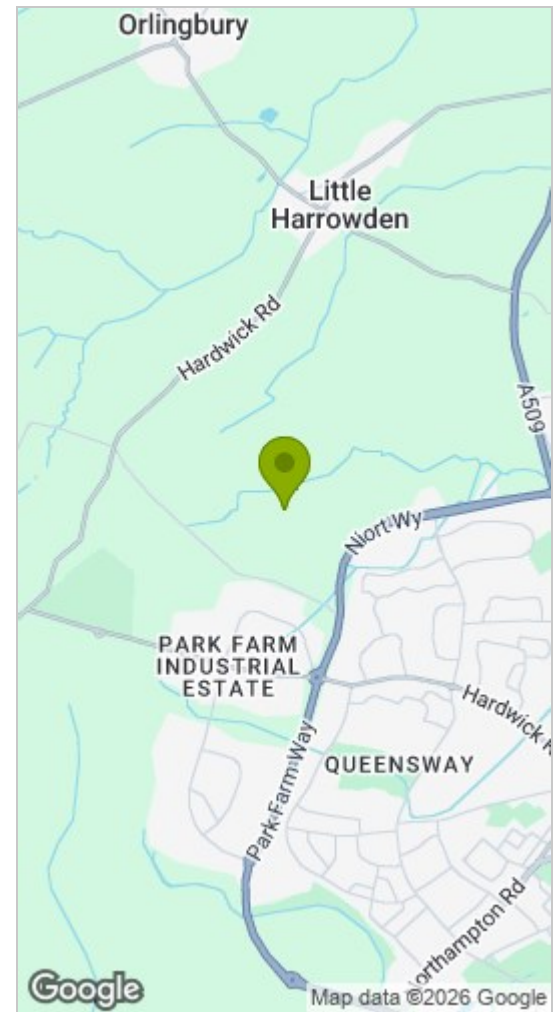 Orlingbury
Little
Harrowden
Hardwick Rd
A509
Niort Wy
PARK FARM
INDUSTRIAL
ESTATE
Hardwick R
QUEENSWAY
Park Farm Way
orthampton Rd
Google
Map data ©2026 Google